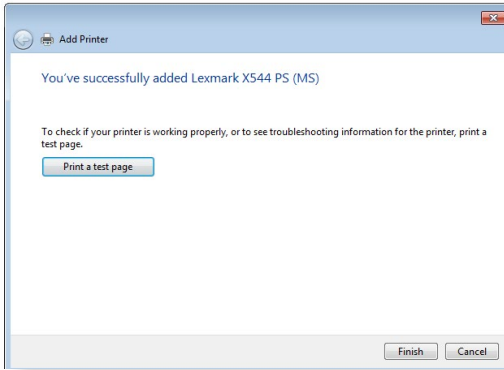 Add Printer
You've successfully added Lexmark X544 PS (MS)
To check if your printer is working properly, or to see troubleshooting information for the printer, print a
test page.
Print a test page
Finish Cancel